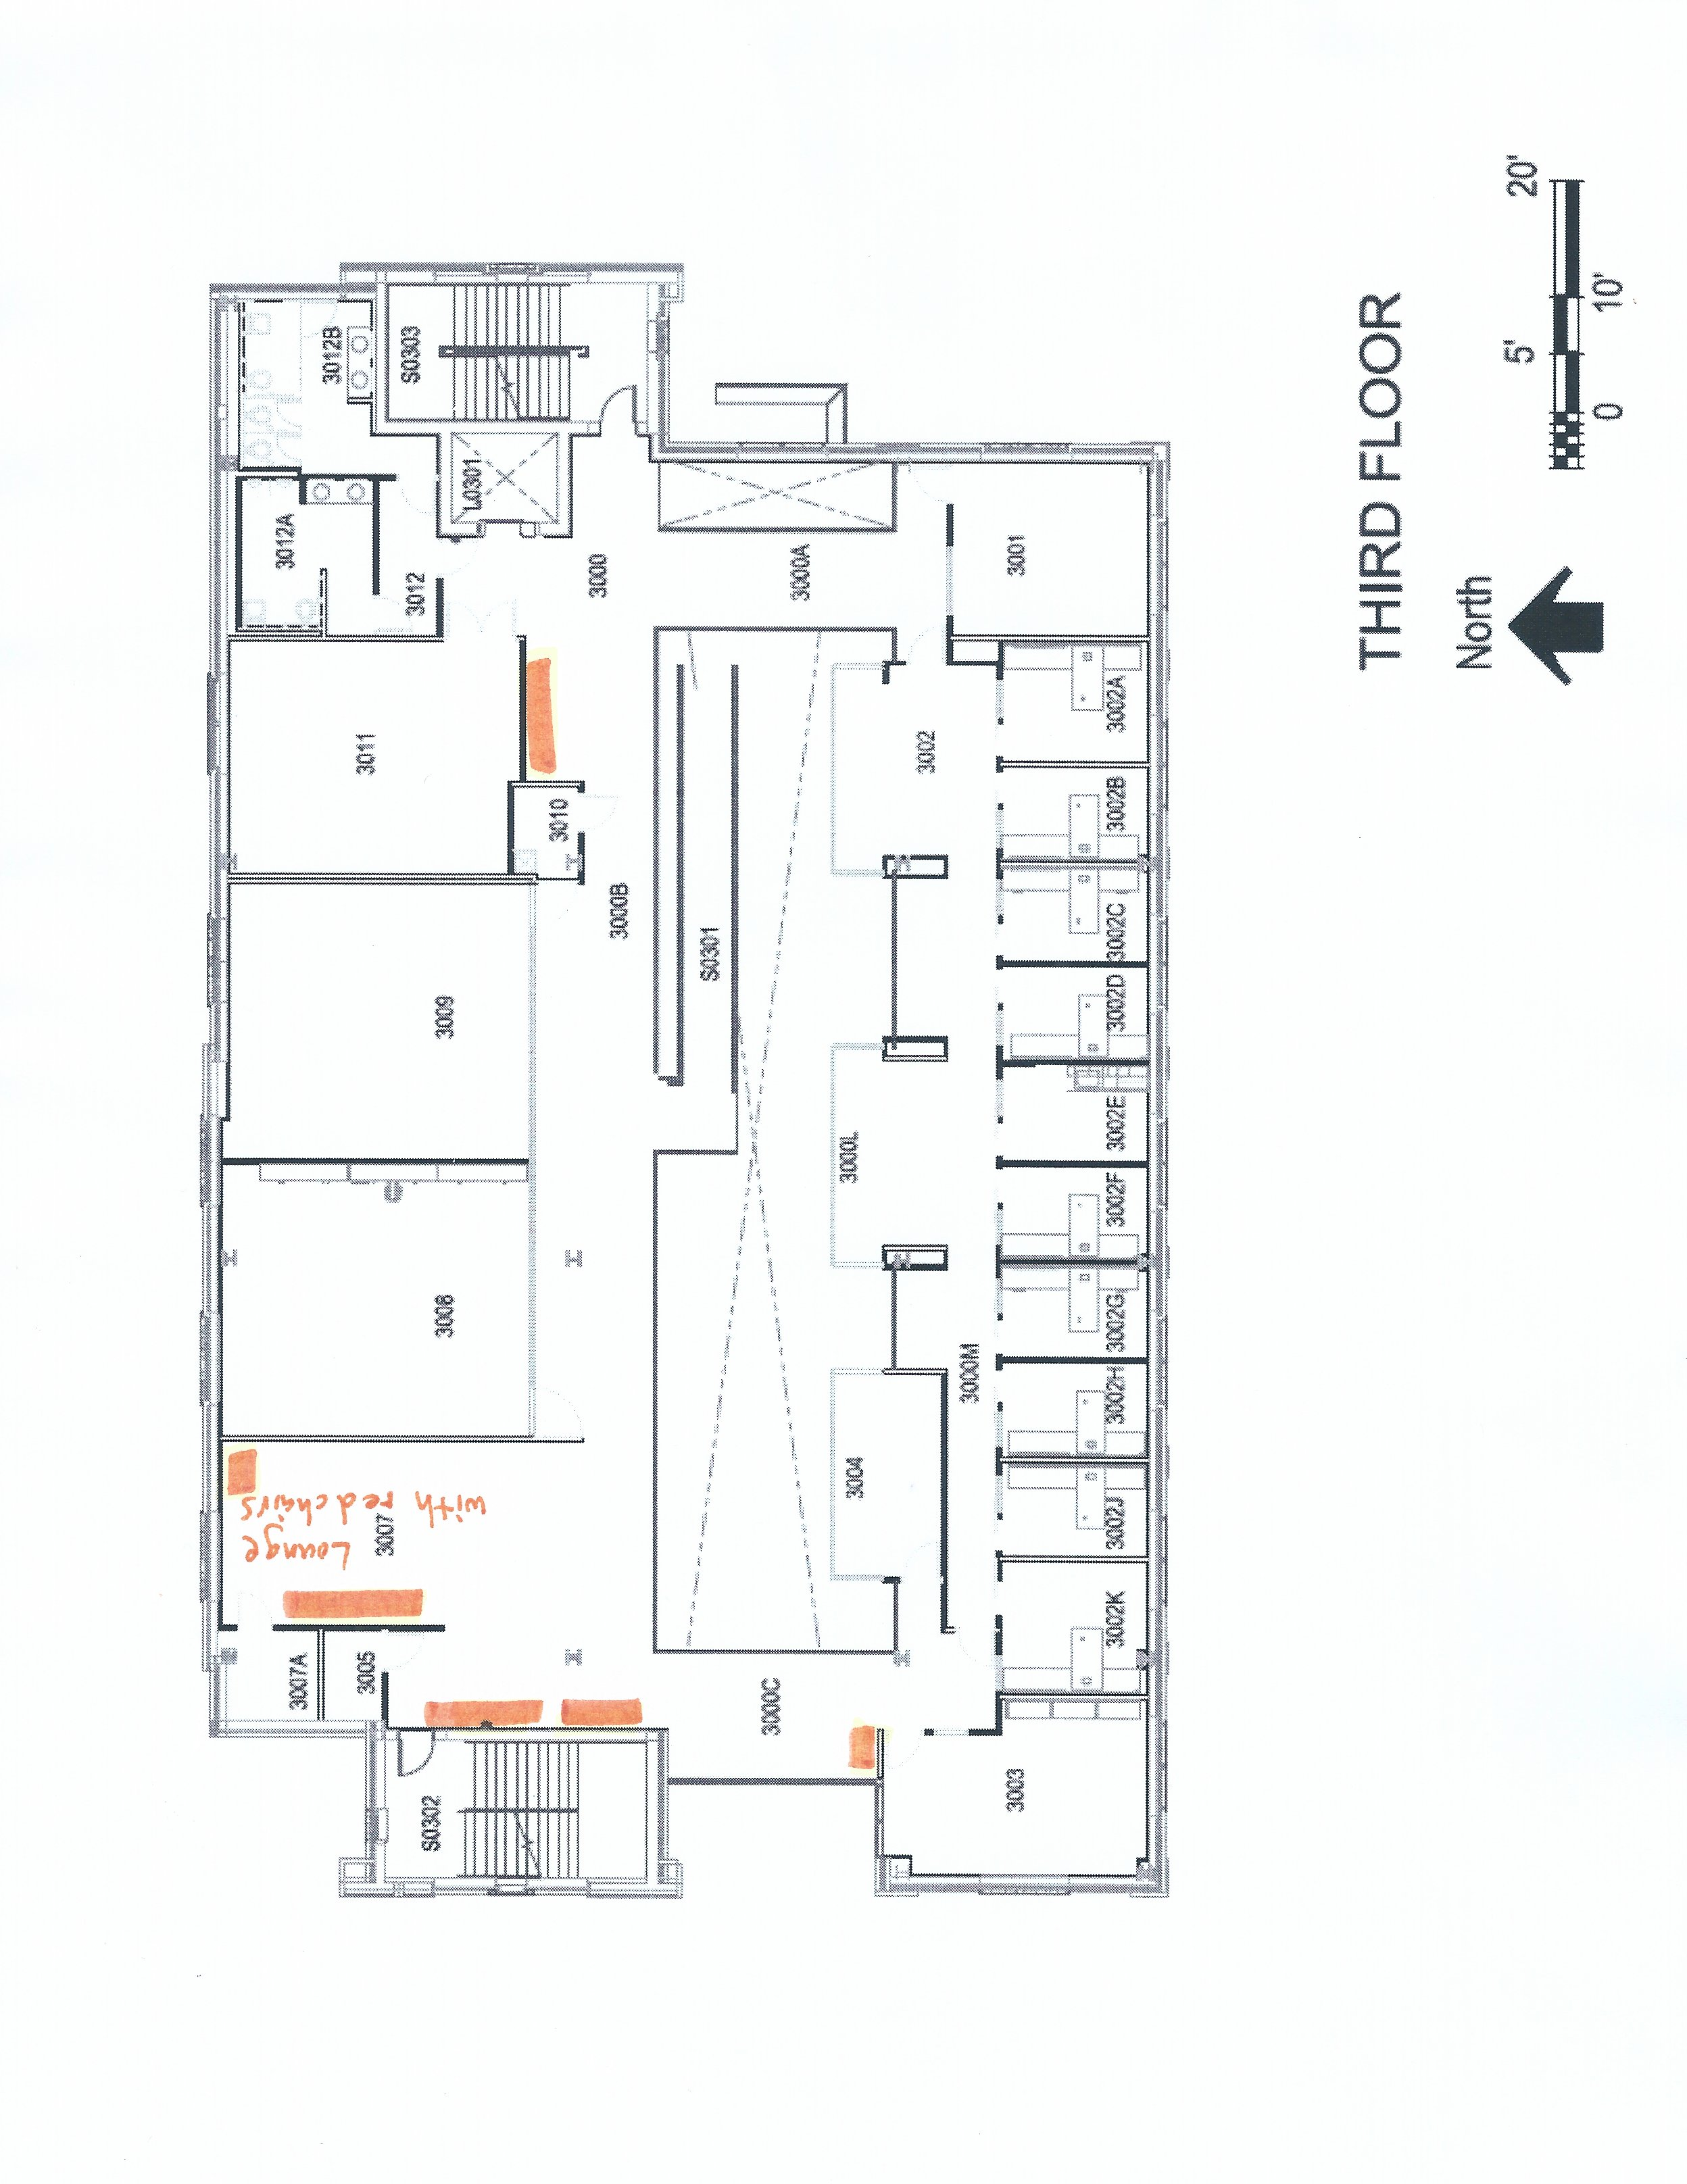 3012B
S0303
L0301
3012A
3012
3000
3000A
3001
3011
3010
3000B
3009
S0301
3002
3002A
3002B
3002C
3002D
3002E
3002F
3002G
3002H
3002J
3002K
3008
3000L
3000M
3004
Lounge
with red chairs
3007
3007A
3005
3000C
S0302
3003
THIRD FLOOR
North
0
5'
10'
20'